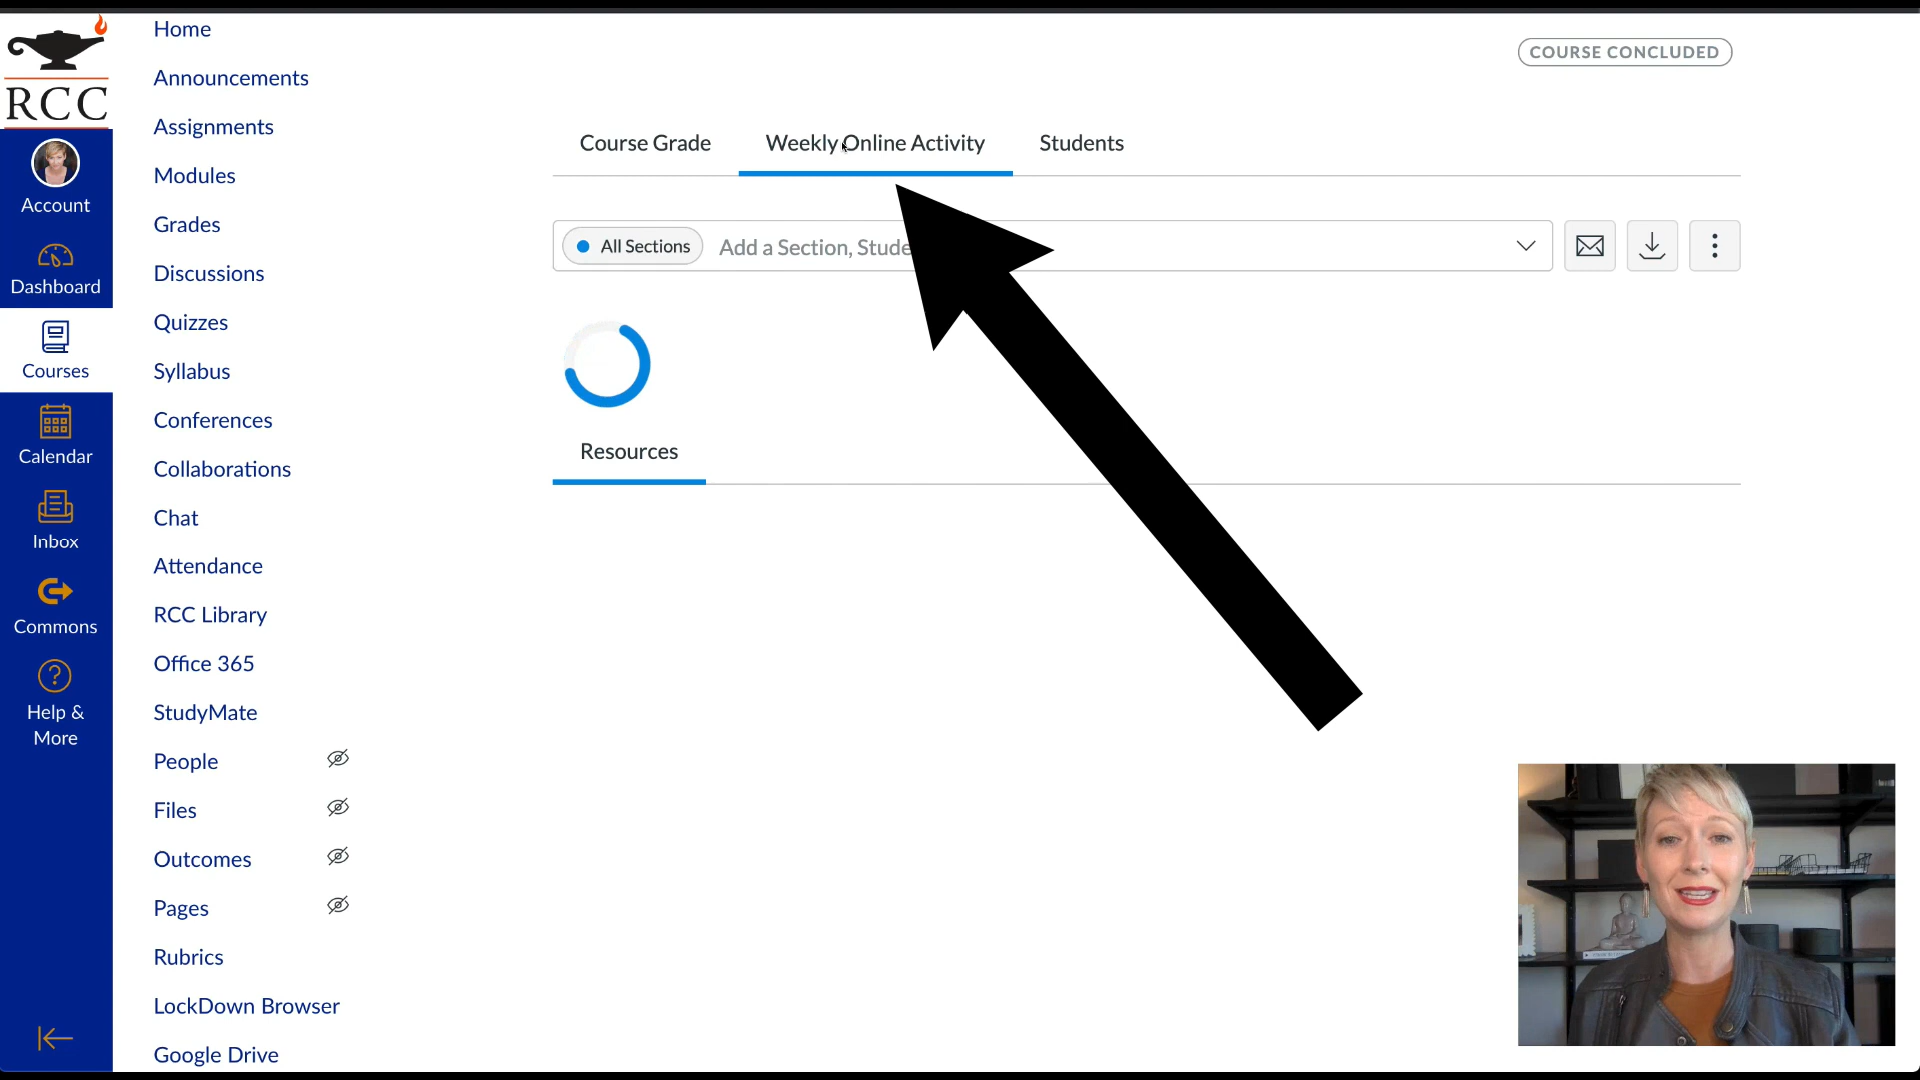 RCC
Account
Dashboard
Courses
Calendar
Inbox
Commons
Help &
More
Home
Announcements
Assignments
Modules
Grades
Discussions
Quizzes
Syllabus
Conferences
Collaborations
Chat
Attendance
RCC Library
Office 365
StudyMate
People
Files
Outcomes
Pages
Rubrics
LockDown Browser
Google Drive
COURSE CONCLUDED
Course Grade
Weekly Online Activity
Students
All Sections
Add a Section, Stude
Resources